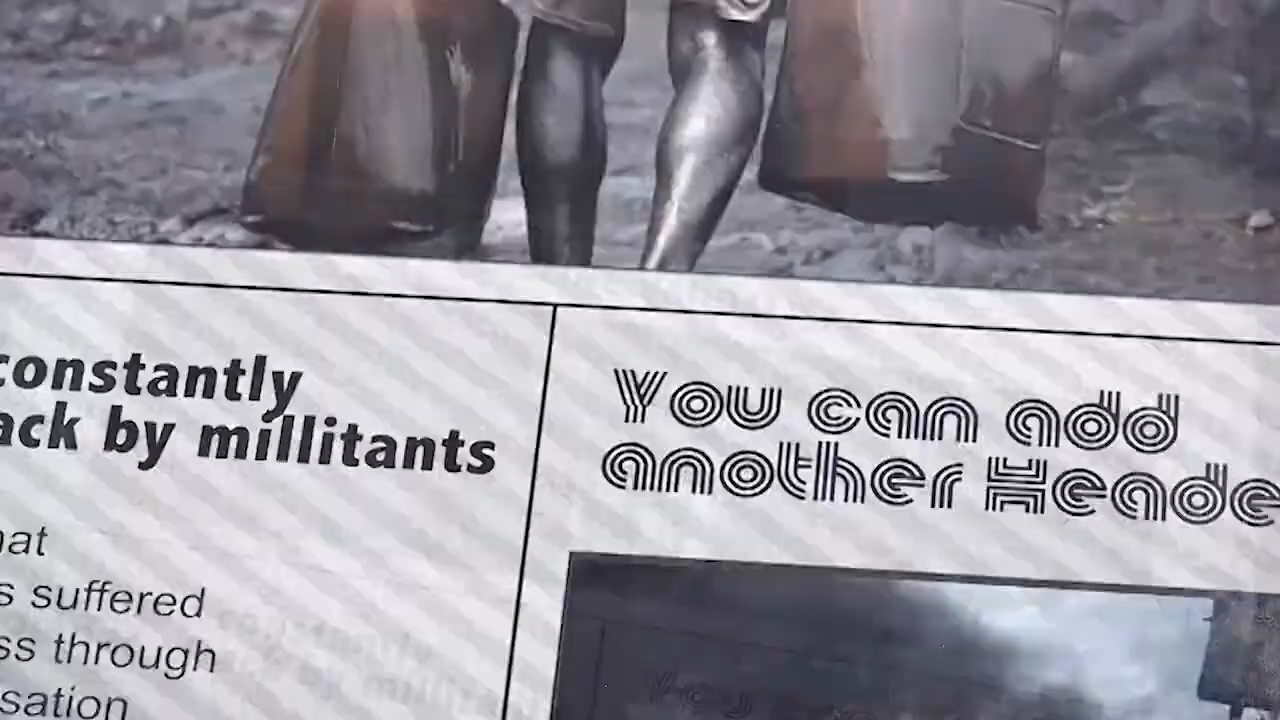 constantly
ack by millitants
hat
s suffered
ss through
sation
You can add
another Heade